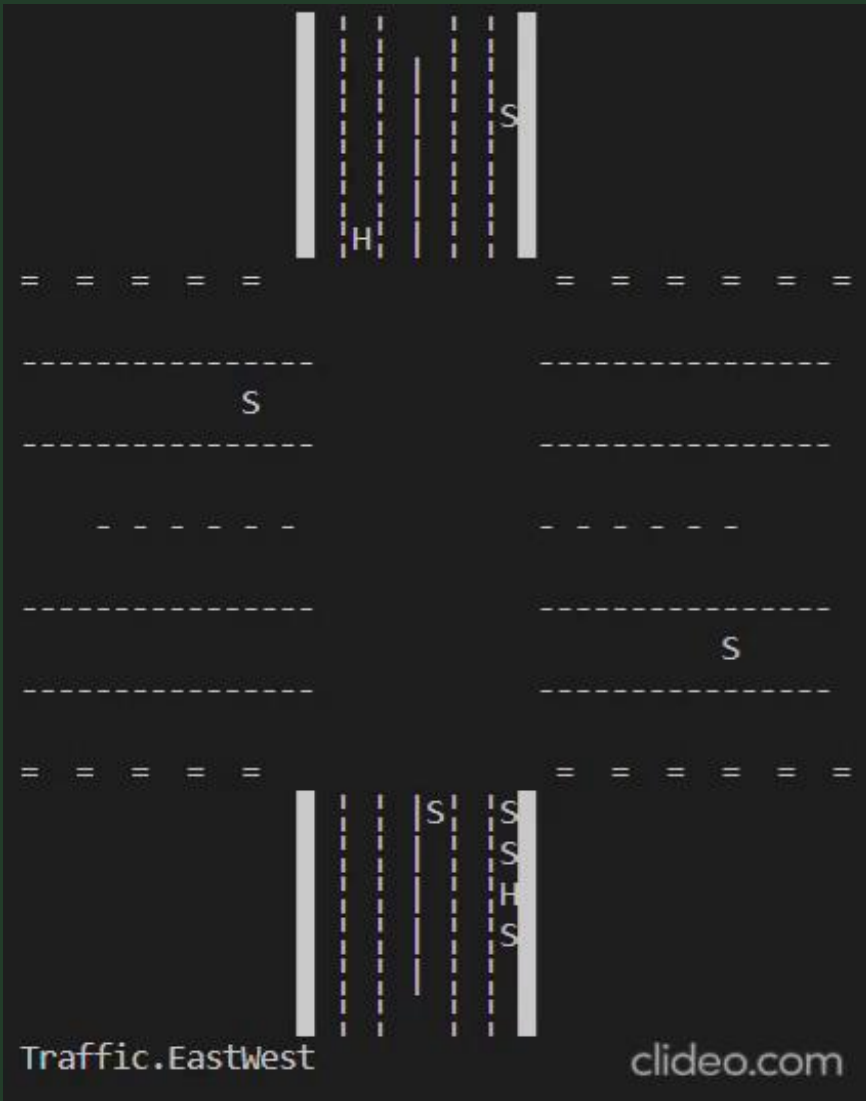 S
H
= = = = = = = = = = =
- - - - - - - - - - - - - - - - - - - - - - - - - - - - - - - -
S
- - - - - - - - - - - - - - - - - - - - - - - - - - - - - - - -
- - - - - - - - - - - -
- - - - - - - - - - - - - - - - - - - - - - - - - - - - - - - -
S
- - - - - - - - - - - - - - - - - - - - - - - - - - - - - - - -
= = = = = = = = = = =
S S
S
H
S
Traffic.EastWest
clideo.com